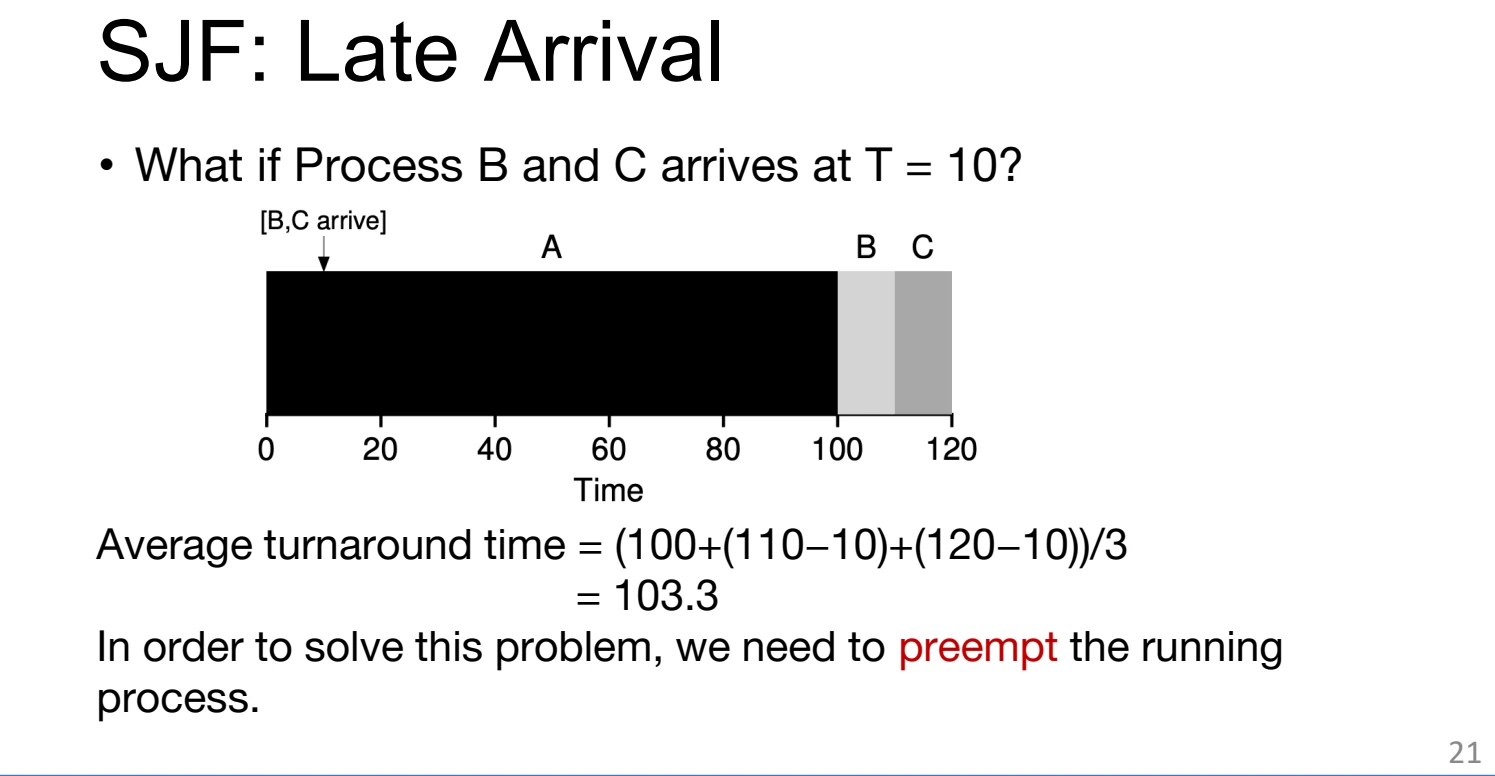 SJF: Late Arrival
• What if Process B and C arrives at T = 10?
[B,C arrive]
A B C
0 20 40 60 80 100 120
Time
Average turnaround time = (100+(110–10)+(120–10))/3
= 103.3
In order to solve this problem, we need to preempt the running
process.
21